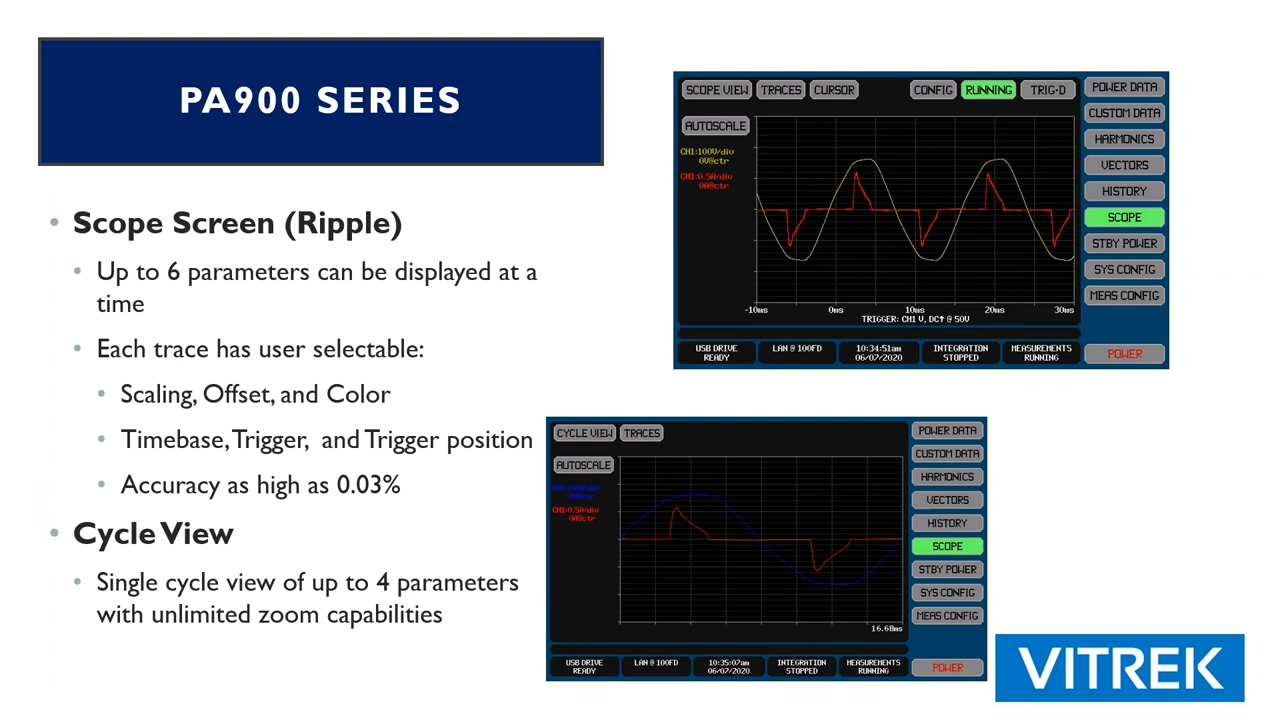 PA900 SERIES
• Scope Screen (Ripple)
• Up to 6 parameters can be displayed at a
time
• Each trace has user selectable:
• Scaling, Offset, and Color
• Timebase, Trigger, and Trigger position
• Accuracy as high as 0.03%
• Cycle View
• Single cycle view of up to 4 parameters
with unlimited zoom capabilities
SCOPE VIEW TRACES CURSOR CONFIG RUNNING TRIG·D
AUTOSCALE
CH1:100V/div
0V@ctr
CH1:0.5A/div
0A@ctr
-10ms 0ms 10ms 20ms 30ms
TRIGGER: CH1 V, DC↑ @ 50V
POWER DATA
CUSTOM DATA
HARMONICS
VECTORS
HISTORY
SCOPE
STBY POWER
SYS CONFIG
MEAS CONFIG
POWER
USB DRIVE
READY
LAN @ 100FD
10:34:51am
06/07/2020
INTEGRATION
STOPPED
MEASUREMENTS
RUNNING
CYCLE VIEW TRACES
AUTOSCALE
CH1:0.5A/div
0A@ctr
16.68ms
POWER DATA
CUSTOM DATA
HARMONICS
VECTORS
HISTORY
SCOPE
STBY POWER
SYS CONFIG
MEAS CONFIG
POWER
USB DRIVE
READY
LAN @ 100FD
10:35:07am
06/07/2020
INTEGRATION
STOPPED
MEASUREMENTS
RUNNING
VITREK